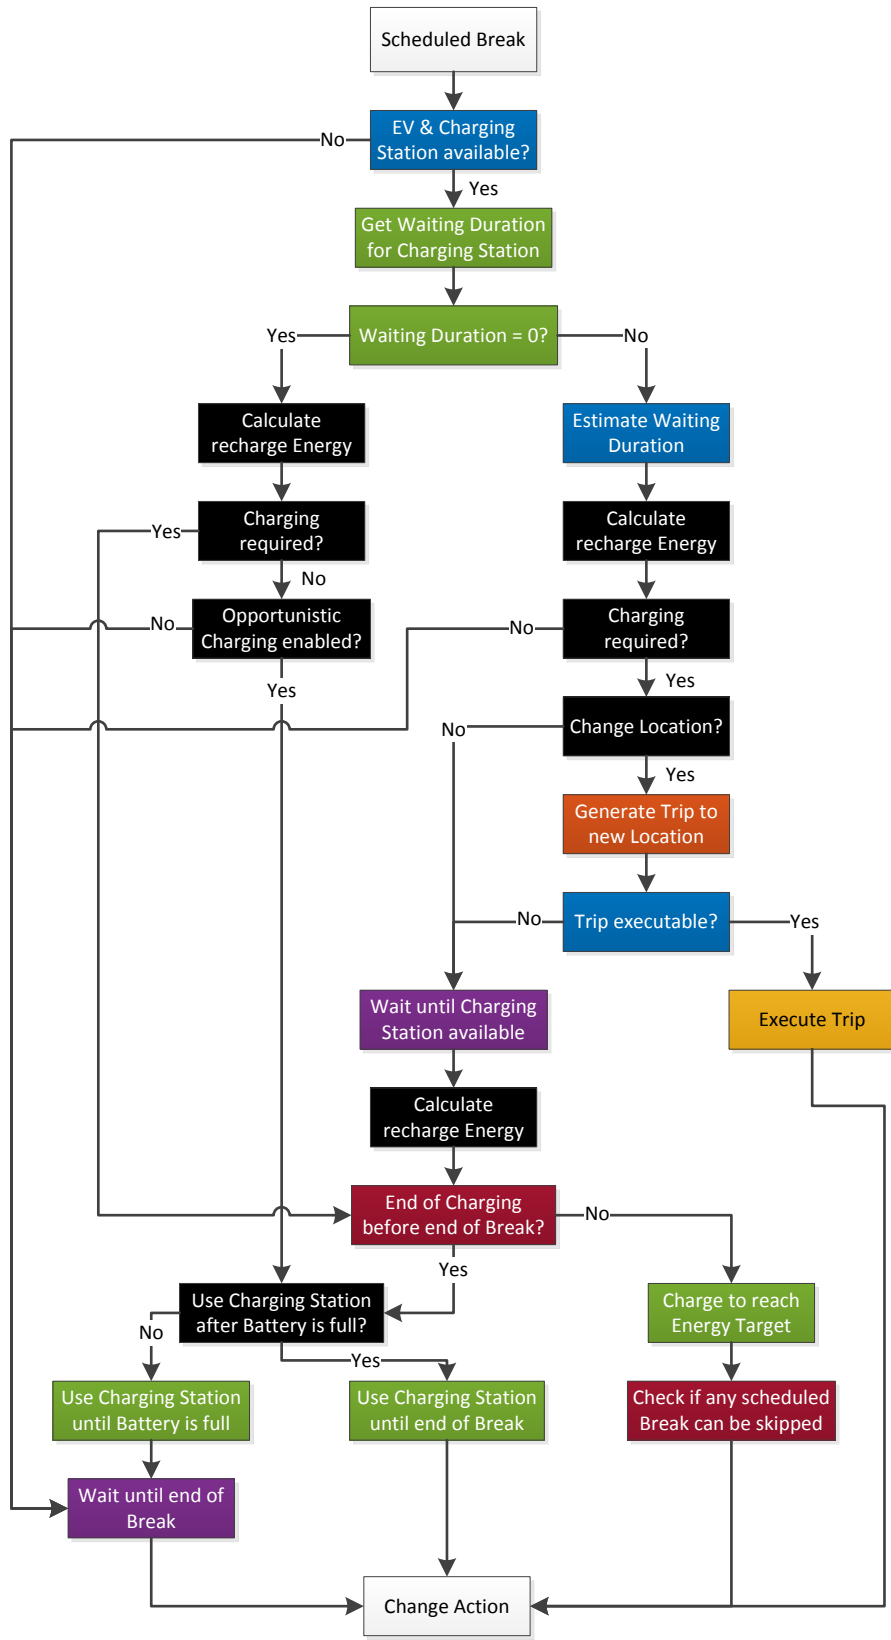 Scheduled Break
No
EV & Charging
Station available?
Yes
Get Waiting Duration
for Charging Station
Yes
Waiting Duration = 0?
No
Calculate
recharge Energy
Estimate Waiting
Duration
Yes
Charging
required?
Calculate
recharge Energy
No
No
Opportunistic
Charging enabled?
No
Charging
required?
Yes
Yes
No
Change Location?
Yes
Generate Trip to
new Location
No
Trip executable?
Yes
Wait until Charging
Station available
Execute Trip
Calculate
recharge Energy
End of Charging
before end of Break?
No
Yes
Use Charging Station
after Battery is full?
Charge to reach
Energy Target
No
Yes
Use Charging Station
until Battery is full
Use Charging Station
until end of Break
Check if any scheduled
Break can be skipped
Wait until end of
Break
Change Action